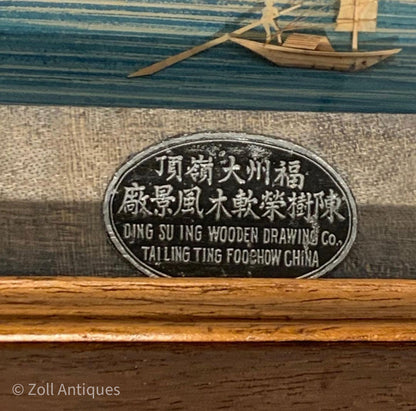 福州大嶺頂
陳樹榮軟木風景廠
DING SU ING WOODEN DRAWING Co.,
TAI LING TING FOOCHOW CHINA
© Zoll Antiques